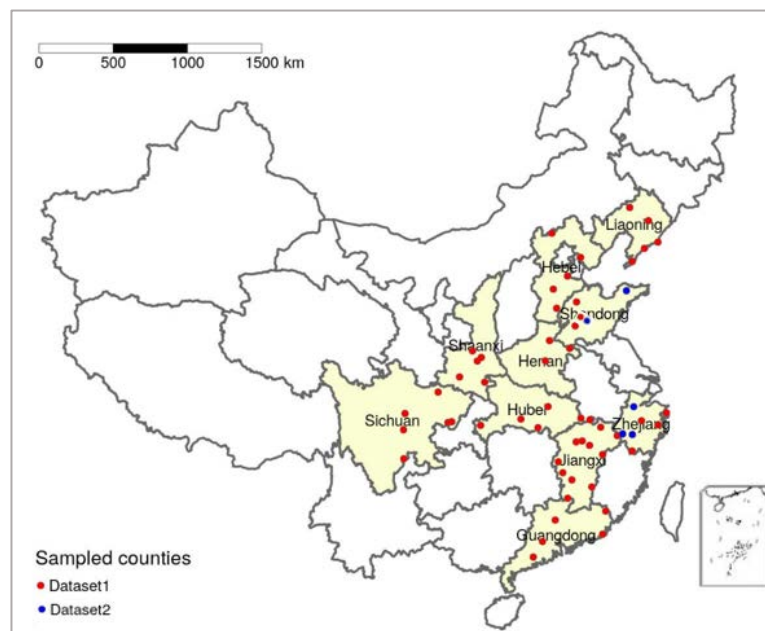 0 500 1000 1500 km
Liaoning
Hebei
Shandong
Shaanxi
Henan
Sichuan
Hubei
Zhejiang
Jiangxi
Guangdong
Sampled counties
Dataset1
Dataset2